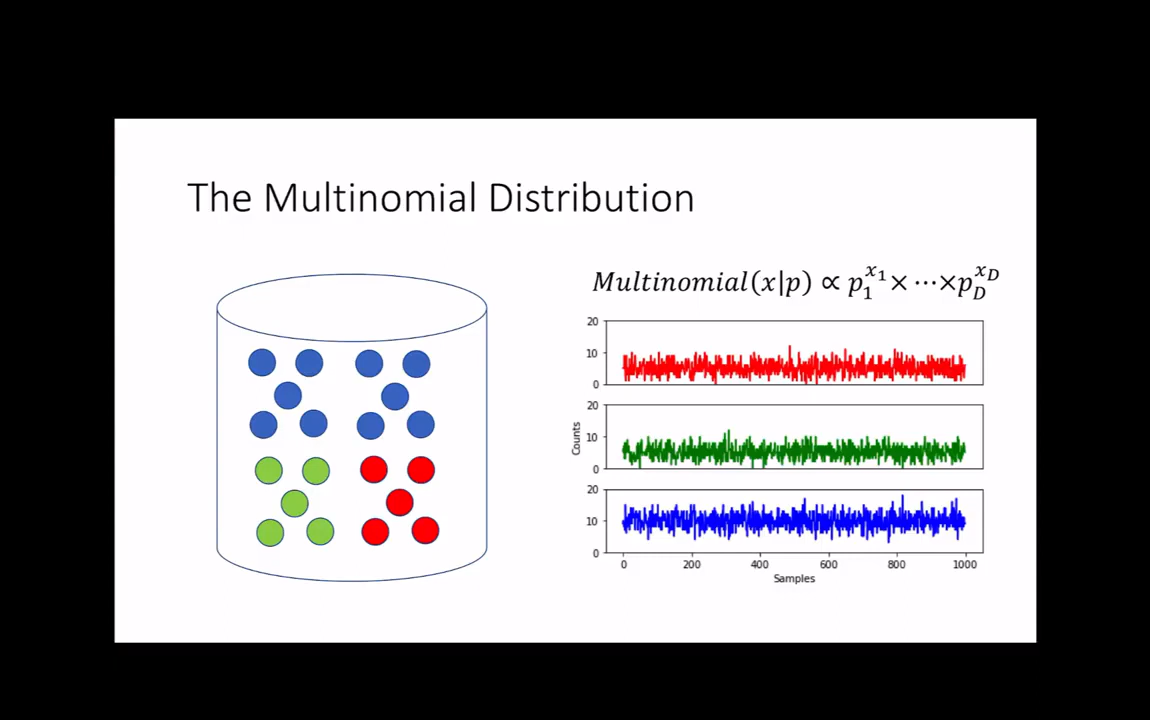 The Multinomial Distribution
Multinomial(x|p) ∝ p₁^{x₁} × ⋯ × p_D^{x_D}
20
10
0
20
10
0
Counts
20
10
0
0 200 400 600 800 1000
Samples